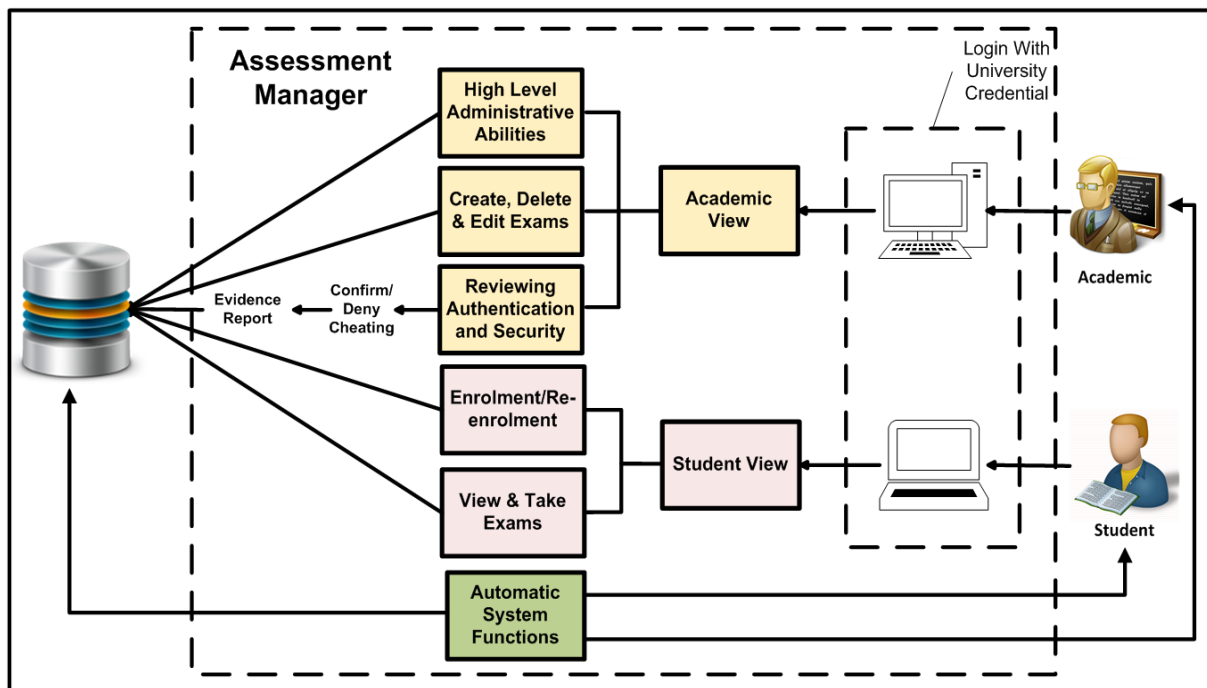 Assessment
Manager
Login With
University
Credential
High Level
Administrative
Abilities
Create, Delete
& Edit Exams
Academic
View
Academic
Evidence
Report
Confirm/
Deny
Cheating
Reviewing
Authentication
and Security
Enrolment/Re-
enrolment
Student View
View & Take
Exams
Student
Automatic
System
Functions